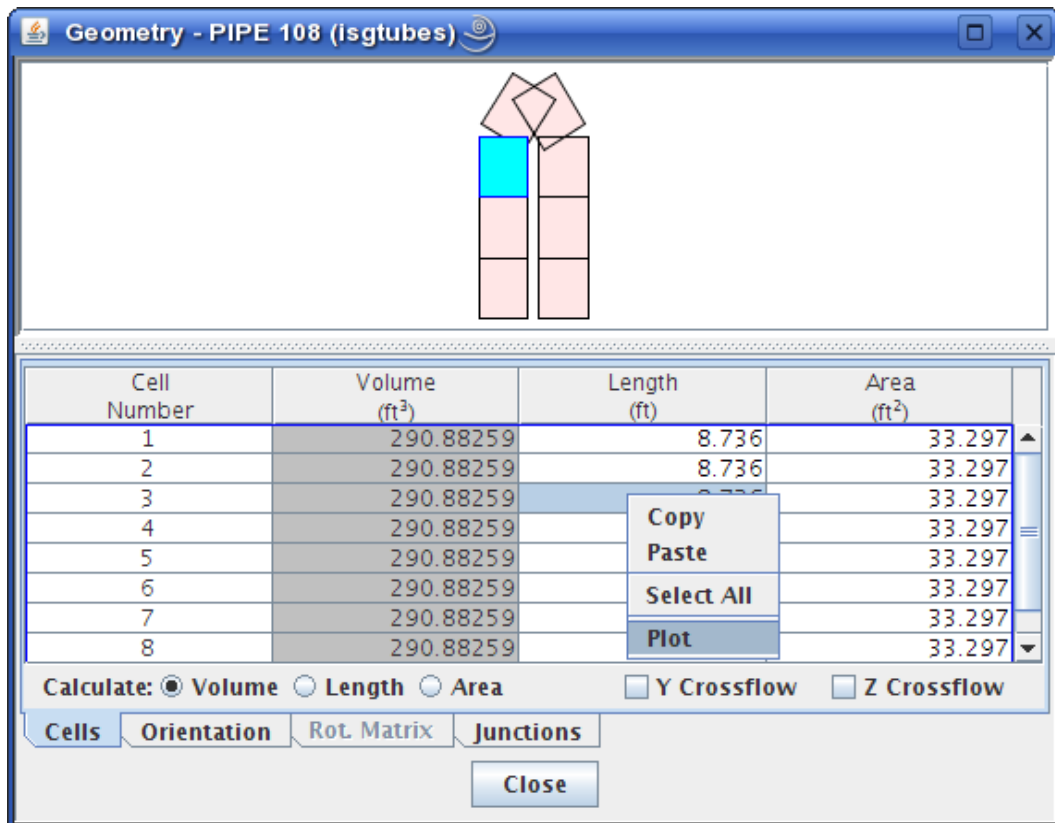 Geometry - PIPE 108 (isgtubes)
Cell Number Volume (ft³) Length (ft) Area (ft²)
1 290.88259 8.736 33.297
2 290.88259 8.736 33.297
3 290.88259 33.297
4 290.88259 33.297
5 290.88259 33.297
6 290.88259 33.297
7 290.88259 33.297
8 290.88259 33.297
Copy
Paste
Select All
Plot
Calculate: Volume Length Area Y Crossflow Z Crossflow
Cells Orientation Rot. Matrix Junctions
Close